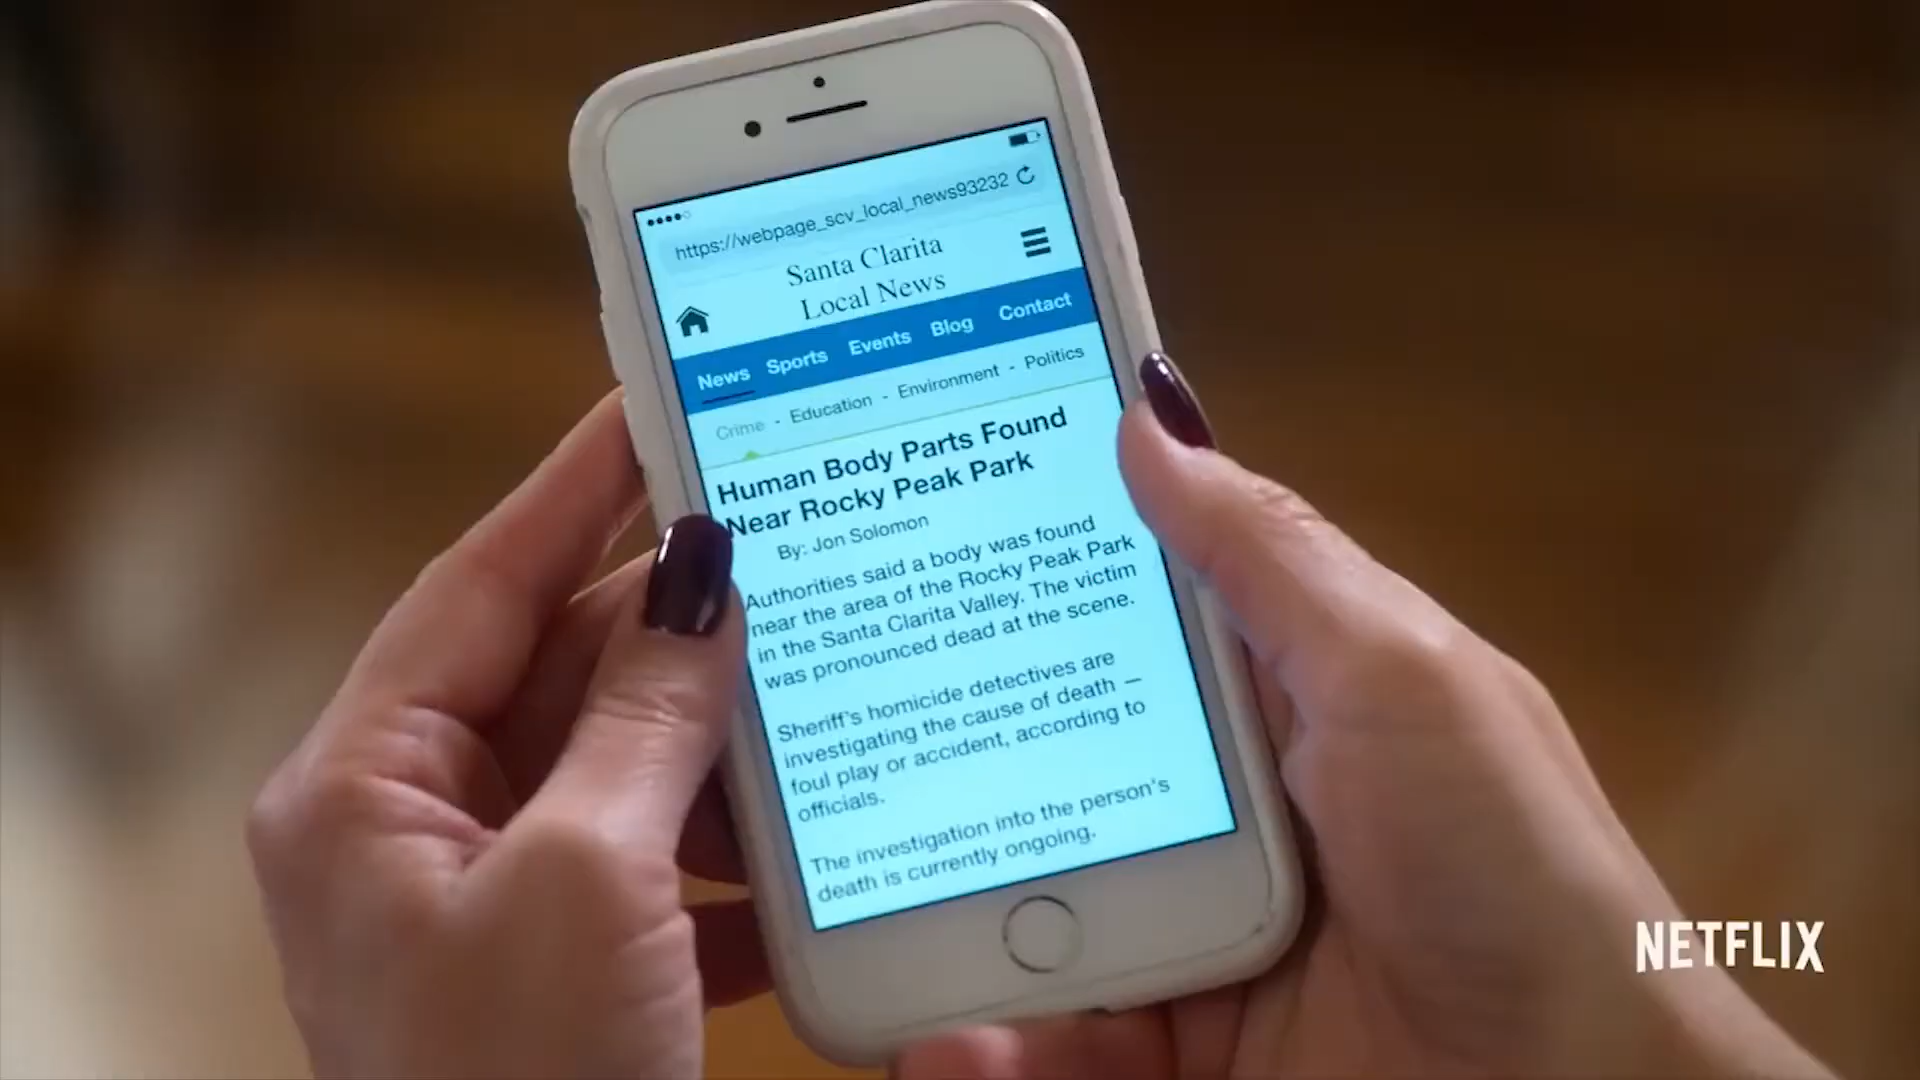 https://webpage_scv_local_news93232
Santa Clarita
Local News
News Sports Events Blog Contact
Crime - Education - Environment - Politics
Human Body Parts Found
Near Rocky Peak Park
By: Jon Solomon
Authorities said a body was found
near the area of the Rocky Peak Park
in the Santa Clarita Valley. The victim
was pronounced dead at the scene.
Sheriff's homicide detectives are
investigating the cause of death —
foul play or accident, according to
officials.
The investigation into the person's
death is currently ongoing.
NETFLIX